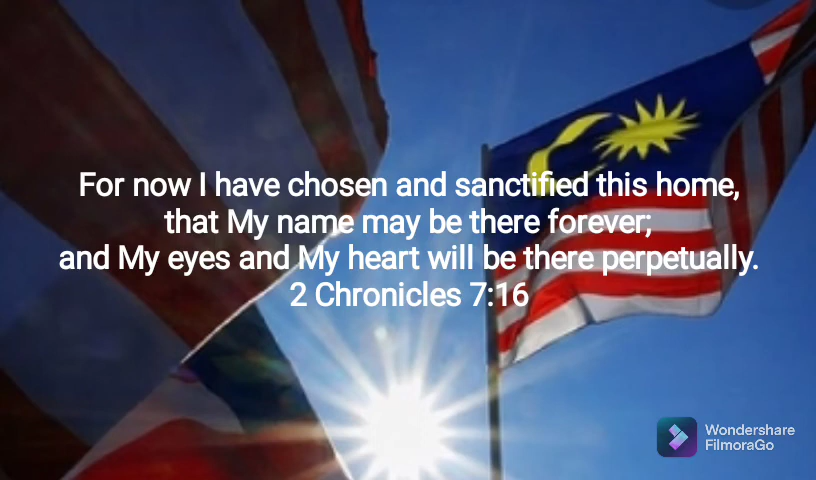 For now I have chosen and sanctified this home,
that My name may be there forever;
and My eyes and My heart will be there perpetually.
2 Chronicles 7:16
Wondershare
FilmoraGo